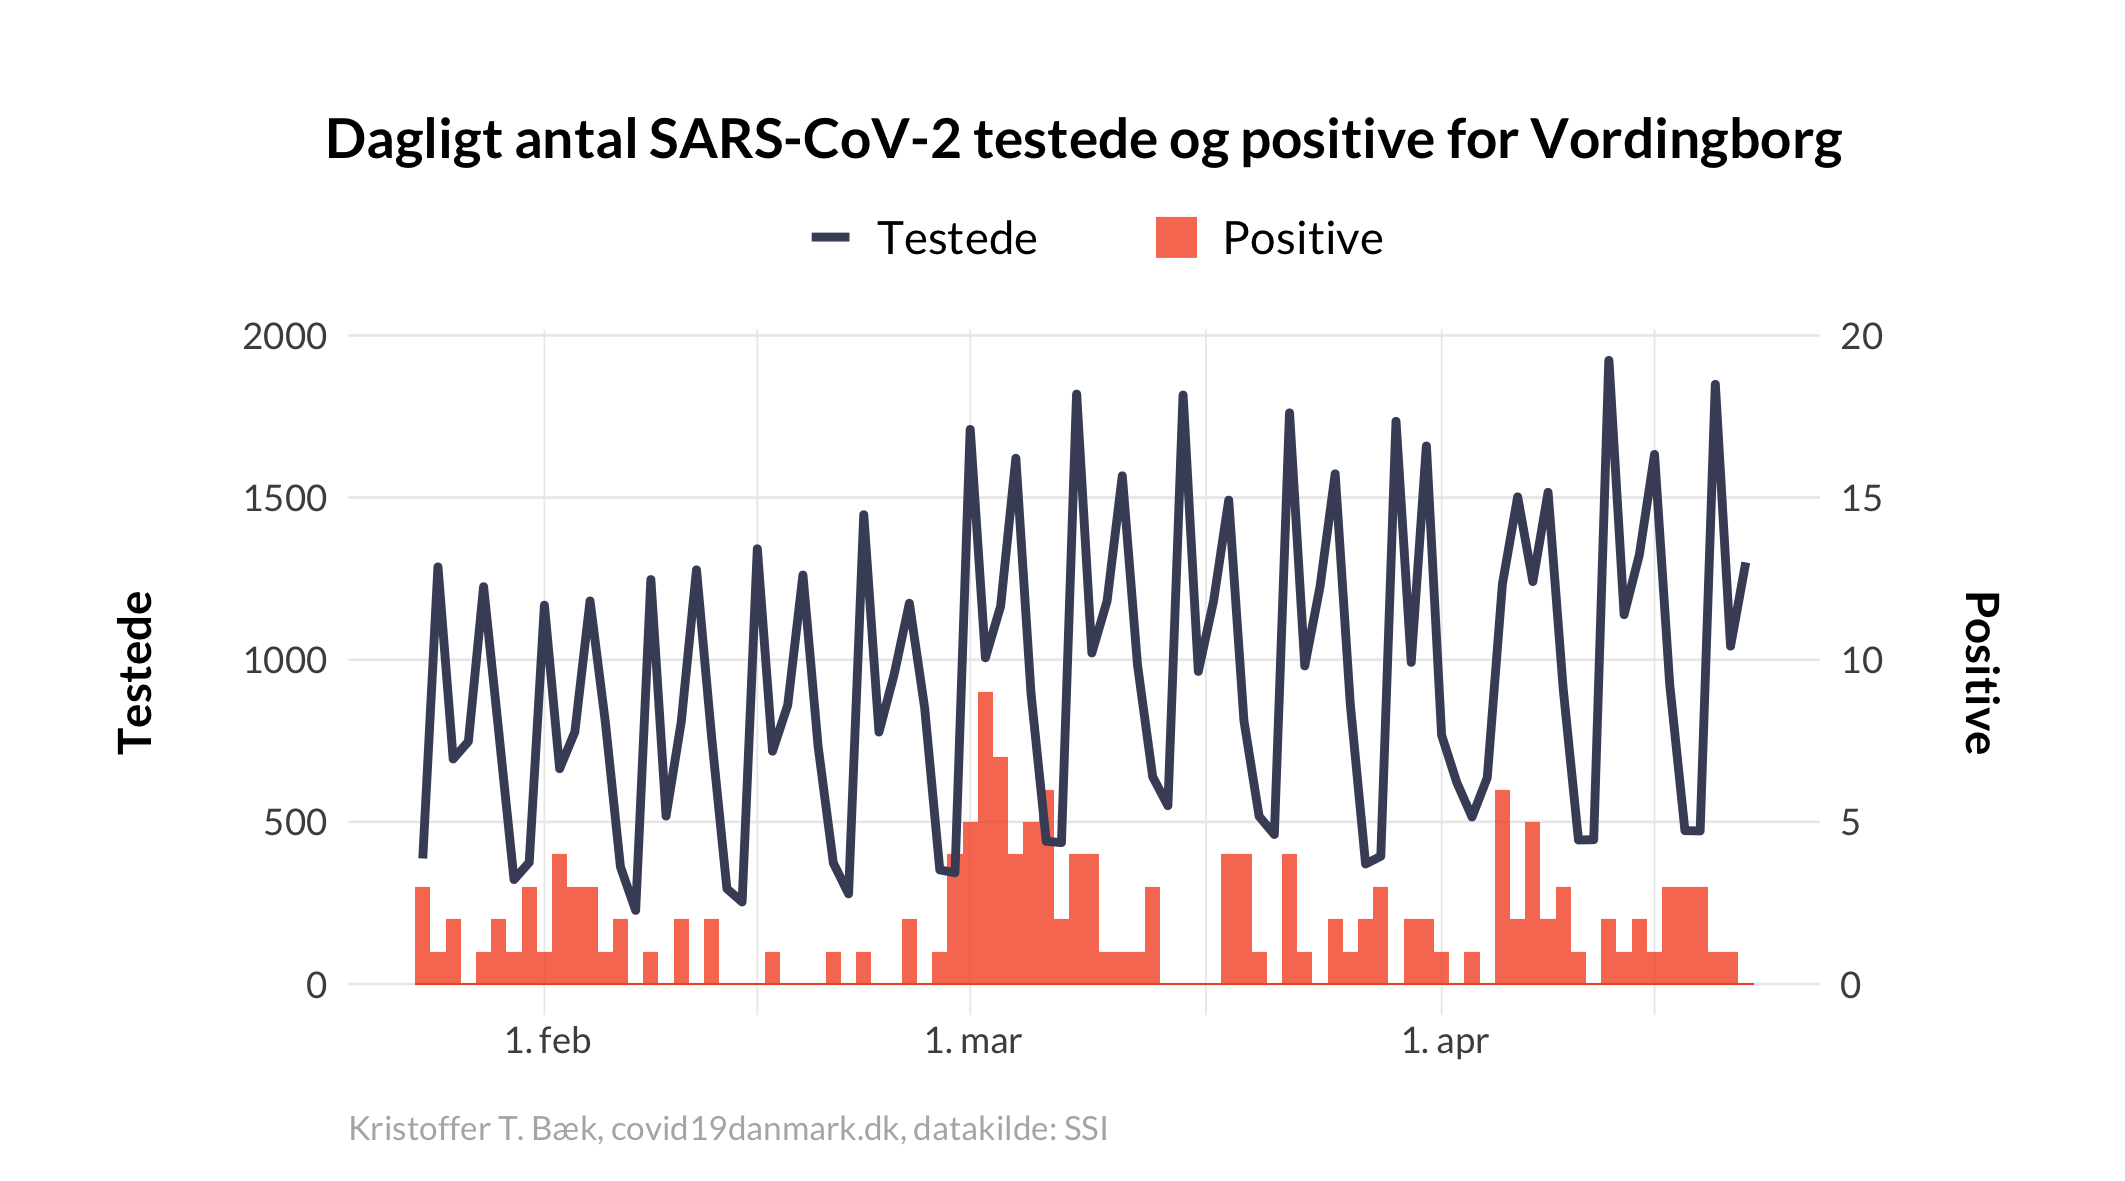 Dagligt antal SARS-CoV-2 testede og positive for Vordingborg
Testede Positive
2000 20
1500 15
1000 10
500 5
0 0
Testede
Positive
1. feb 1. mar 1. apr
Kristoffer T. Bæk, covid19danmark.dk, datakilde: SSI